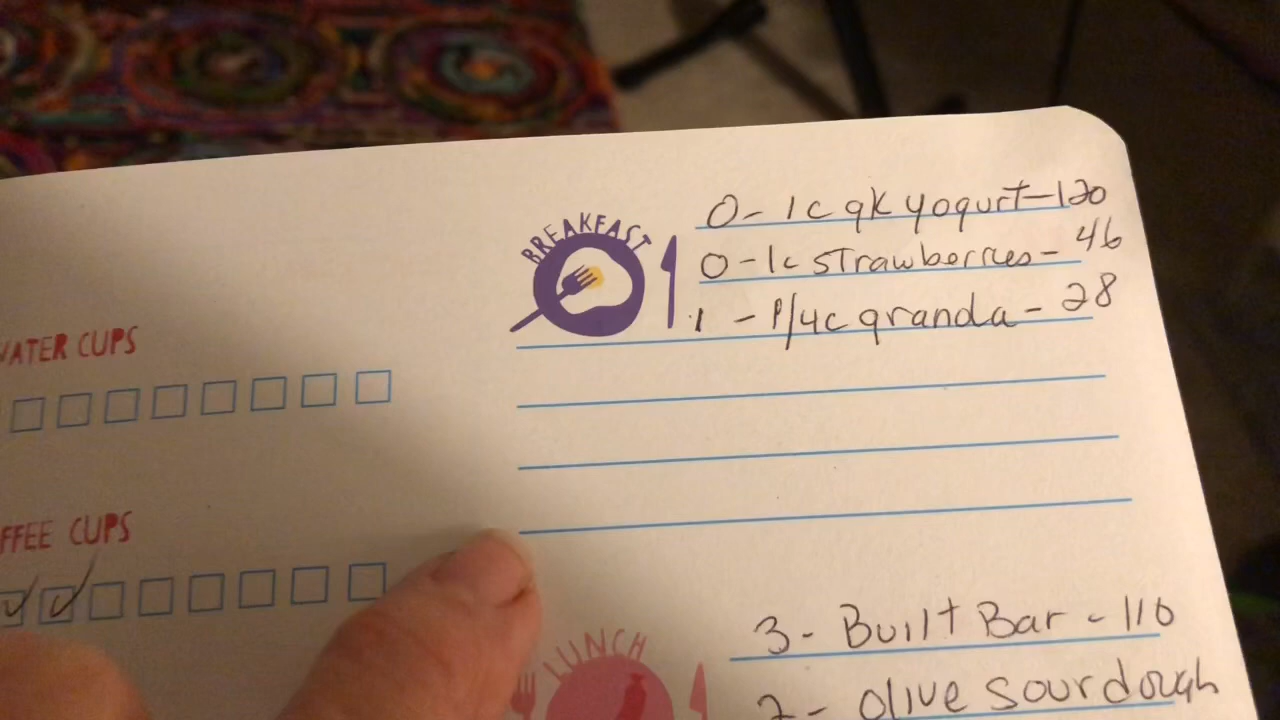 BREAKFAST
0- 1c gk yogurt-120
0-1c strawberries- 46
1 - 1/4c granola - 28
WATER CUPS
FFEE CUPS
LUNCH
3- Built Bar - 110
2- olive sourdough